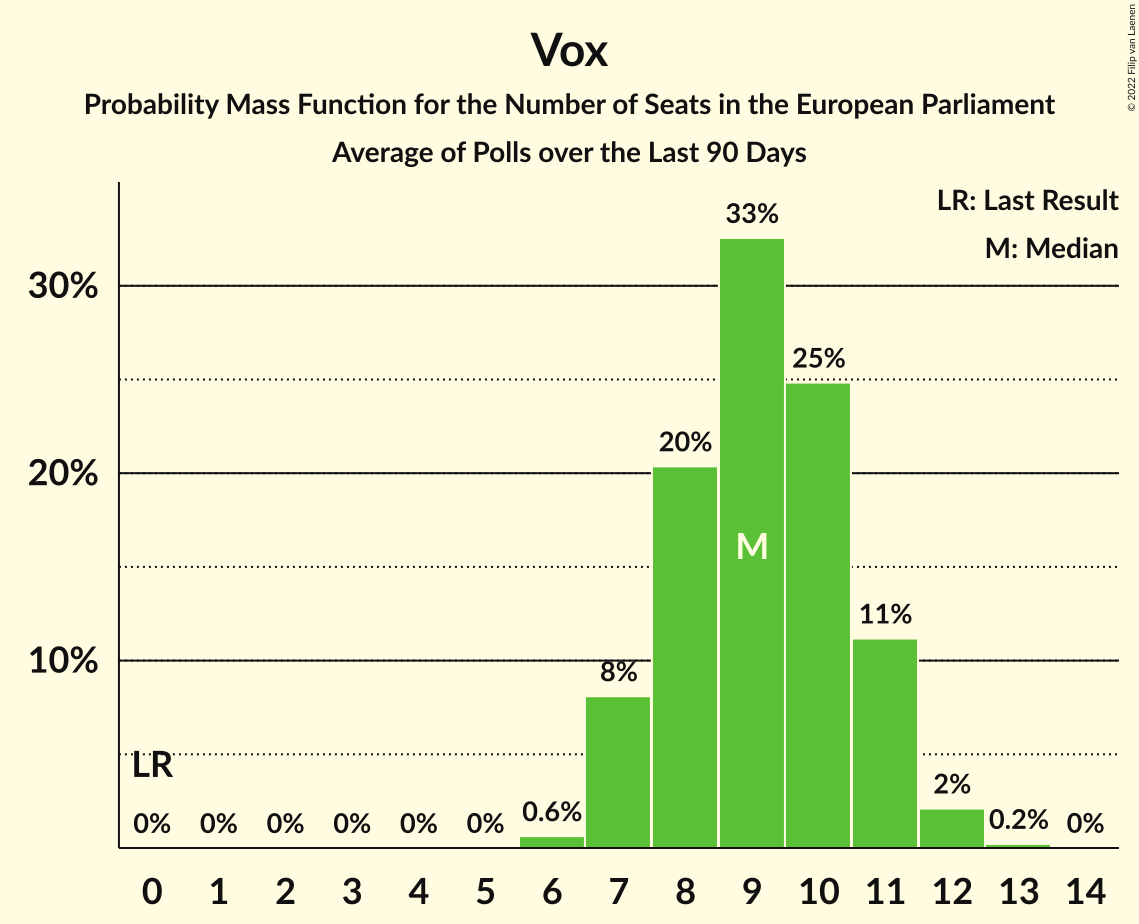 Vox
Probability Mass Function for the Number of Seats in the European Parliament
Average of Polls over the Last 90 Days
© 2022 Filip van Laenen
LR: Last Result
M: Median
33%
30%
25%
20%
20%
M
11%
10%
8%
LR
2%
0% 0% 0% 0% 0% 0% 0.6% 0.2% 0%
0 1 2 3 4 5 6 7 8 9 10 11 12 13 14